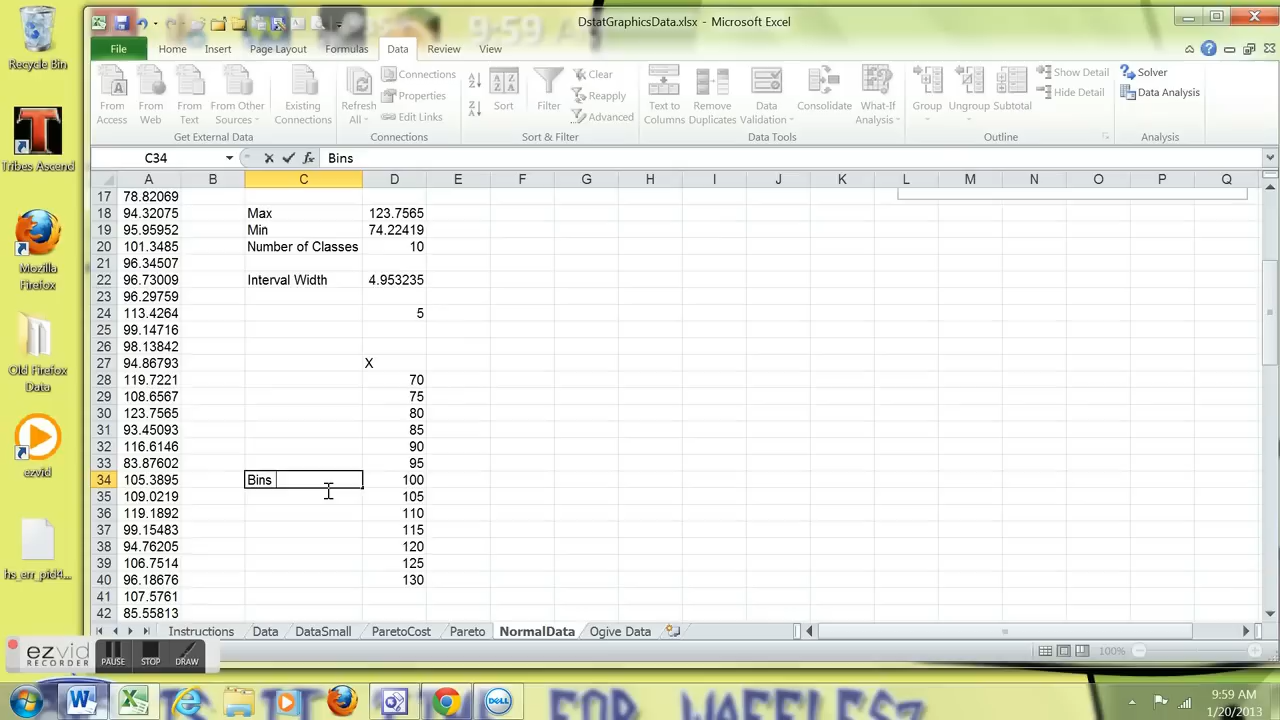 DstatGraphicsData.xlsx - Microsoft Excel
9:59
Recycle Bin
File Home Insert Page Layout Formulas Data Review View
From Access
From Web
From Text
From Other Sources
Existing Connections
Refresh All
Connections
Properties
Edit Links
Sort
Filter
Clear
Reapply
Advanced
Text to Columns
Remove Duplicates
Data Validation
Consolidate
What-If Analysis
Group
Ungroup
Subtotal
Show Detail
Hide Detail
Solver
Data Analysis
Get External Data Connections Sort & Filter Data Tools Outline Analysis
C34 fx Bins
A B C D E F G H I J K L M N O P Q
17 78.82069
18 94.32075 Max 123.7565
19 95.95952 Min 74.22419
20 101.3485 Number of Classes 10
21 96.34507
22 96.73009 Interval Width 4.953235
23 96.29759
24 113.4264 5
25 99.14716
26 98.13842
27 94.86793 X
28 119.7221 70
29 108.6567 75
30 123.7565 80
31 93.45093 85
32 116.6146 90
33 83.87602 95
34 105.3895 Bins 100
35 109.0219 105
36 119.1892 110
37 99.15483 115
38 94.76205 120
39 106.7514 125
40 96.18676 130
41 107.5761
42 85.55813
Tribes Ascend
Mozilla Firefox
Old Firefox Data
ezvid
hs_err_pid4...
Instructions Data DataSmall ParetoCost Pareto NormalData Ogive Data
100%
ezvid
RECORDER
PAUSE STOP DRAW
DELL
FOR
9:59 AM
1/20/2013